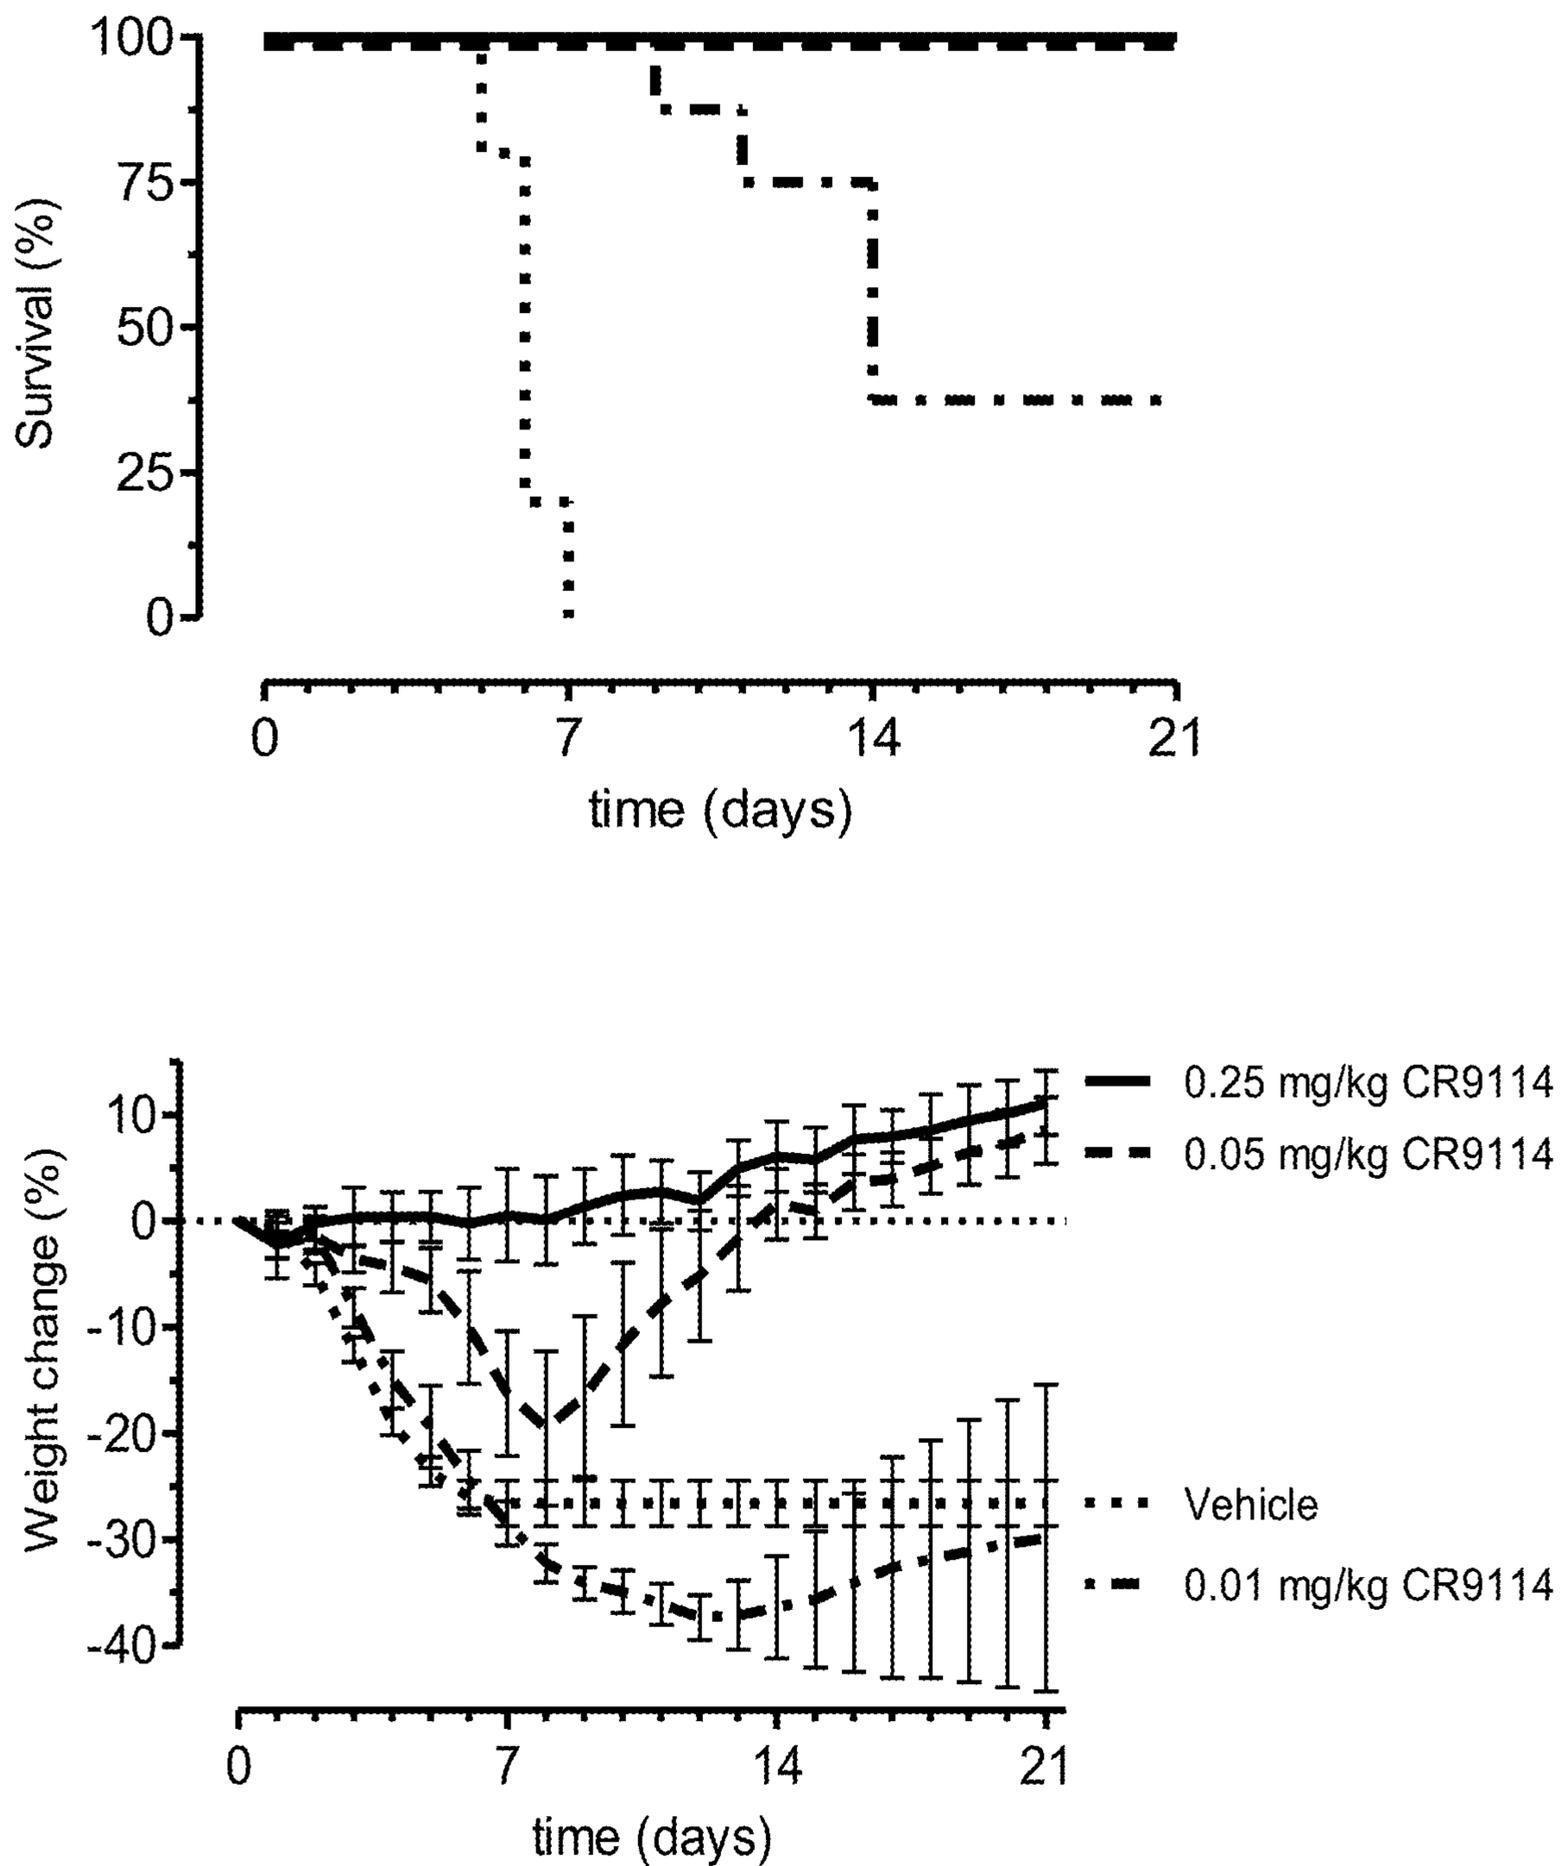 100
75
50
25
0
Survival (%)
0 7 14 21
time (days)
10
0
-10
-20
-30
-40
Weight change (%)
0.25 mg/kg CR9114
0.05 mg/kg CR9114
Vehicle
0.01 mg/kg CR9114
0 7 14 21
time (days)